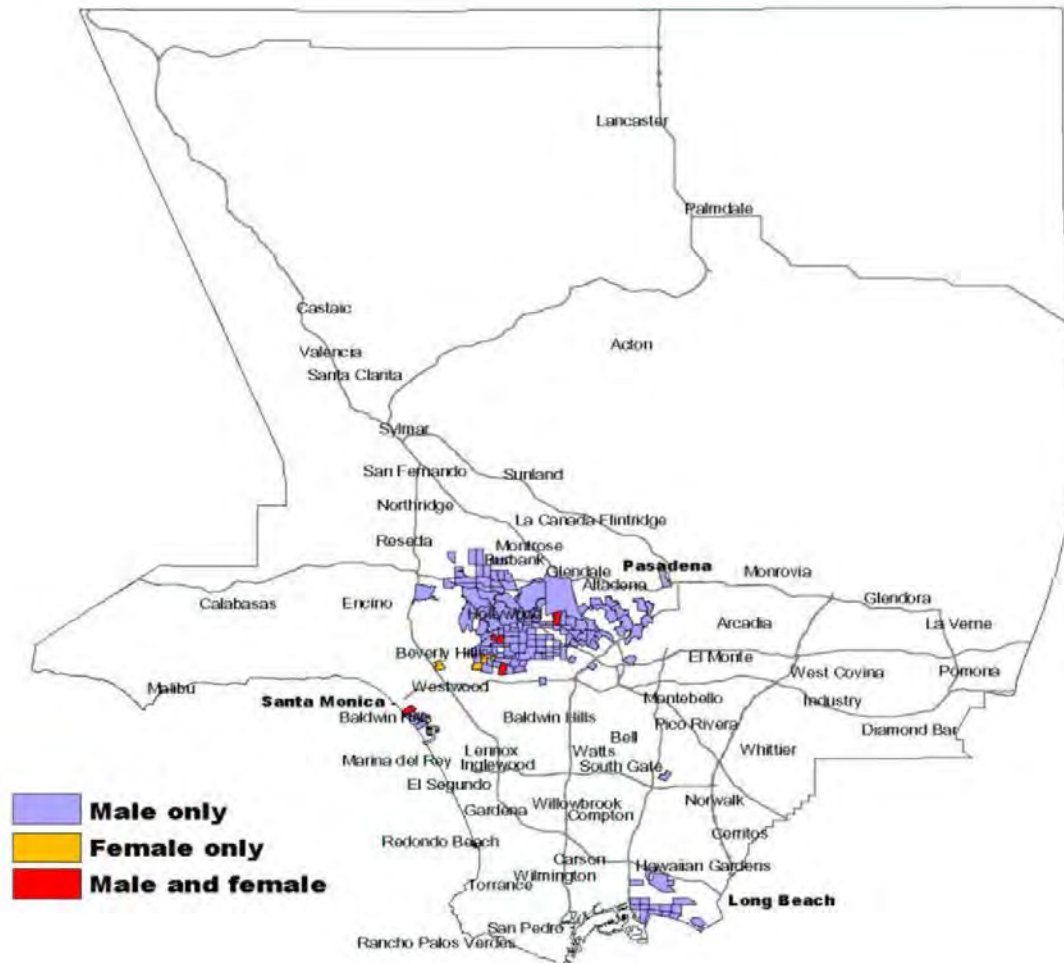 Lancaster
Palmdale
Castaic
Valencia
Acton
Santa Clarita
Sylmar
San Fernando
Sunland
Northridge
La Canada Flintridge
Reseda
Montrose
Burbank
Pasadena
Glendale
Altadena
Monrovia
Calabasas
Encino
Glendora
Hollywood
Arcadia
La Verne
Beverly Hills
El Monte
West Covina
Pomona
Malibu
Westwood
Santa Monica
Mantebello
Industry
Baldwin Hills
Baldwin Hills
Pico Rivera
Diamond Bar
Bell
Whittier
Lennox
Watts
Marina del Rey
Inglewood
South Gate
El Segundo
Male only
Gardena
Willowbrook
Norwalk
Compton
Female only
Redondo Beach
Cerritos
Carson
Hawaiian Gardens
Male and female
Torrance
Wilmington
Long Beach
San Pedro
Rancho Palos Verdes